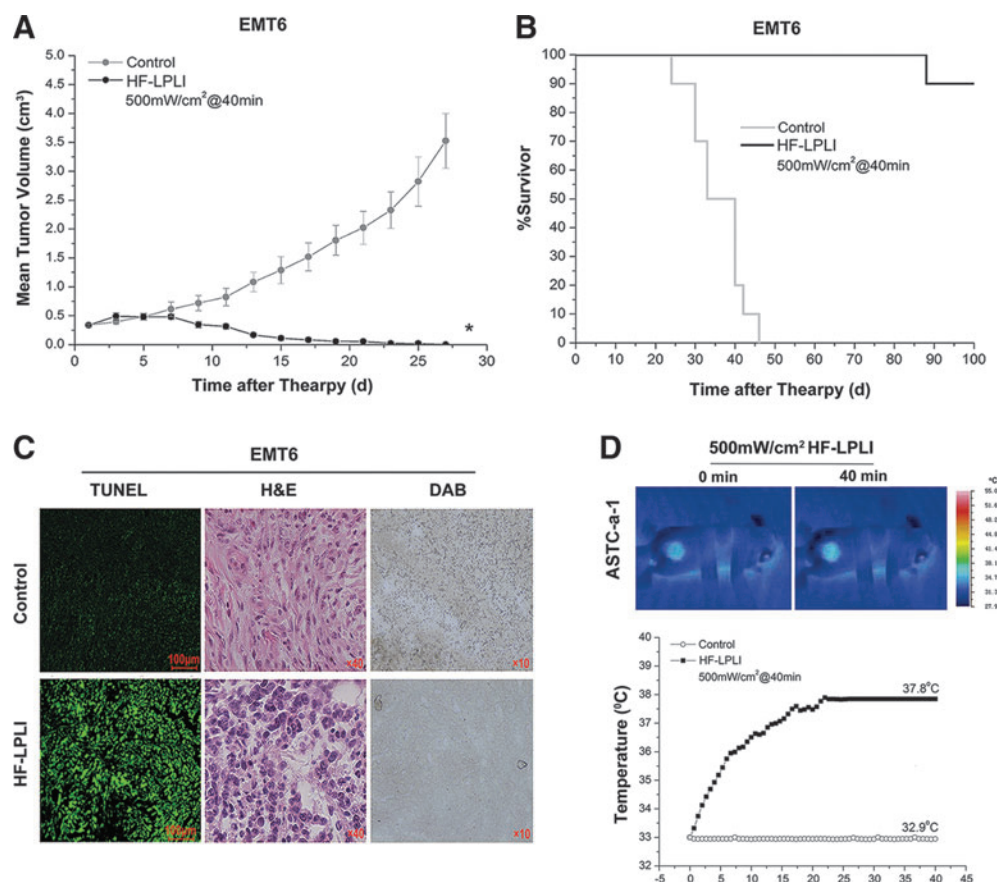 A
EMT6
Control
HF-LPLI
500mW/cm²@40min
5.0
4.5
4.0
3.5
3.0
2.5
2.0
1.5
1.0
0.5
0.0
Mean Tumor Volume (cm³)
*
0 5 10 15 20 25 30
Time after Thearpy (d)
B
EMT6
100
90
80
70
60
50
40
30
20
10
0
%Survivor
Control
HF-LPLI
500mW/cm²@40min
0 20 40 60 80 100
Time after Thearpy (d)
C
EMT6
TUNEL H&E DAB
Control
100μm
×40
×10
HF-LPLI
100μm
×40
×10
D
500mW/cm² HF-LPLI
0 min 40 min
ASTC-a-1
°C
Control
HF-LPLI
500mW/cm²@40min
37.8°C
32.9°C
39
38
37
36
35
34
33
32
Temperature (°C)
-5 0 5 10 15 20 25 30 35 40 45